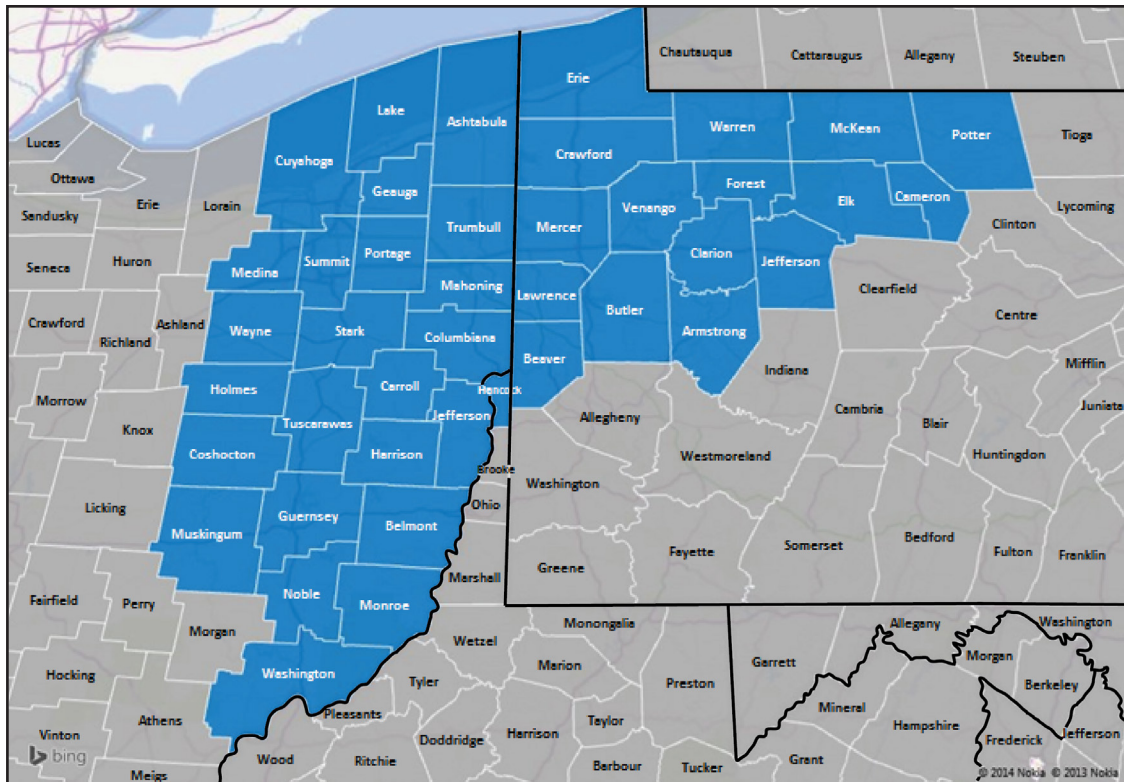 Chautauqua
Cattaraugus
Allegany
Steuben
Erie
Lake
Ashtabula
Warren
McKean
Potter
Tioga
Lucas
Cuyahoga
Crawford
Ottawa
Geauga
Forest
Elk
Cameron
Sandusky
Erie
Lorain
Venango
Lycoming
Trumbull
Mercer
Clinton
Seneca
Huron
Medina
Summit
Portage
Clarion
Jefferson
Mahoning
Lawrence
Clearfield
Crawford
Ashland
Wayne
Stark
Butler
Armstrong
Centre
Richland
Columbiana
Beaver
Mifflin
Holmes
Carroll
Hancock
Indiana
Morrow
Jefferson
Juniata
Knox
Tuscarawas
Allegheny
Cambria
Blair
Coshocton
Harrison
Westmoreland
Huntingdon
Brooke
Washington
Licking
Ohio
Muskingum
Guernsey
Belmont
Somerset
Bedford
Fulton
Franklin
Fayette
Greene
Marshall
Fairfield
Perry
Noble
Monroe
Morgan
Monongalia
Allegany
Washington
Wetzel
Hocking
Washington
Marion
Garrett
Morgan
Tyler
Preston
Berkeley
Mineral
Athens
Pleasants
Taylor
Hampshire
Vinton
Doddridge
Harrison
Frederick
Jefferson
bing
Wood
Ritchie
Grant
Meigs
Barbour
Tucker
© 2014 Nokia © 2013 Nokia